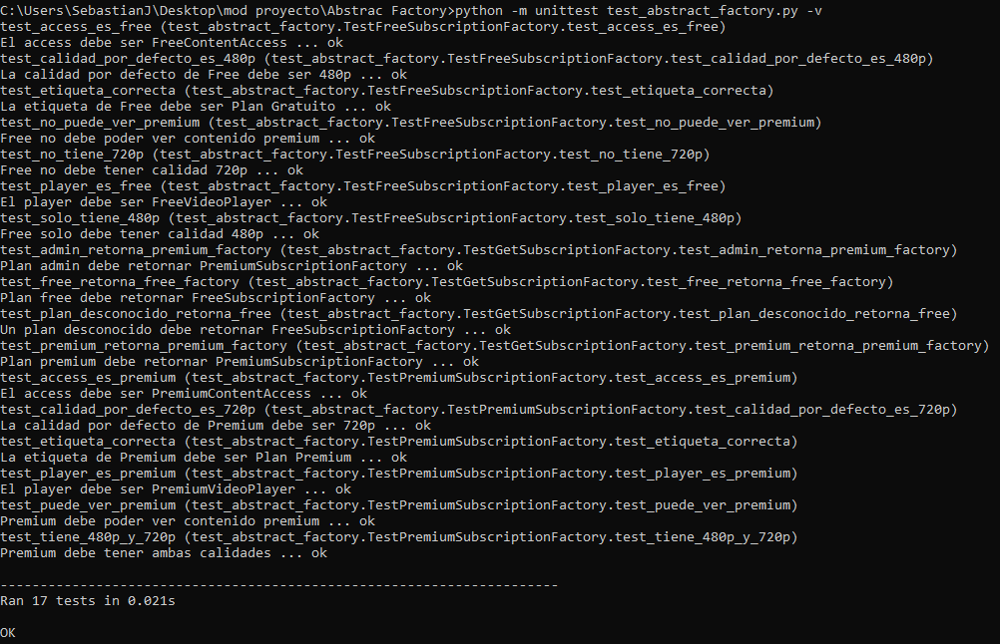 C:\Users\SebastianJ\Desktop\mod proyecto\Abstrac Factory>python -m unittest test_abstract_factory.py -v
test_access_es_free (test_abstract_factory.TestFreeSubscriptionFactory.test_access_es_free)
El access debe ser FreeContentAccess ... ok
test_calidad_por_defecto_es_480p (test_abstract_factory.TestFreeSubscriptionFactory.test_calidad_por_defecto_es_480p)
La calidad por defecto de Free debe ser 480p ... ok
test_etiqueta_correcta (test_abstract_factory.TestFreeSubscriptionFactory.test_etiqueta_correcta)
La etiqueta de Free debe ser Plan Gratuito ... ok
test_no_puede_ver_premium (test_abstract_factory.TestFreeSubscriptionFactory.test_no_puede_ver_premium)
Free no debe poder ver contenido premium ... ok
test_no_tiene_720p (test_abstract_factory.TestFreeSubscriptionFactory.test_no_tiene_720p)
Free no debe tener calidad 720p ... ok
test_player_es_free (test_abstract_factory.TestFreeSubscriptionFactory.test_player_es_free)
El player debe ser FreeVideoPlayer ... ok
test_solo_tiene_480p (test_abstract_factory.TestFreeSubscriptionFactory.test_solo_tiene_480p)
Free solo debe tener calidad 480p ... ok
test_admin_retorna_premium_factory (test_abstract_factory.TestGetSubscriptionFactory.test_admin_retorna_premium_factory)
Plan admin debe retornar PremiumSubscriptionFactory ... ok
test_free_retorna_free_factory (test_abstract_factory.TestGetSubscriptionFactory.test_free_retorna_free_factory)
Plan free debe retornar FreeSubscriptionFactory ... ok
test_plan_desconocido_retorna_free (test_abstract_factory.TestGetSubscriptionFactory.test_plan_desconocido_retorna_free)
Un plan desconocido debe retornar FreeSubscriptionFactory ... ok
test_premium_retorna_premium_factory (test_abstract_factory.TestGetSubscriptionFactory.test_premium_retorna_premium_factory)
Plan premium debe retornar PremiumSubscriptionFactory ... ok
test_access_es_premium (test_abstract_factory.TestPremiumSubscriptionFactory.test_access_es_premium)
El access debe ser PremiumContentAccess ... ok
test_calidad_por_defecto_es_720p (test_abstract_factory.TestPremiumSubscriptionFactory.test_calidad_por_defecto_es_720p)
La calidad por defecto de Premium debe ser 720p ... ok
test_etiqueta_correcta (test_abstract_factory.TestPremiumSubscriptionFactory.test_etiqueta_correcta)
La etiqueta de Premium debe ser Plan Premium ... ok
test_player_es_premium (test_abstract_factory.TestPremiumSubscriptionFactory.test_player_es_premium)
El player debe ser PremiumVideoPlayer ... ok
test_puede_ver_premium (test_abstract_factory.TestPremiumSubscriptionFactory.test_puede_ver_premium)
Premium debe poder ver contenido premium ... ok
test_tiene_480p_y_720p (test_abstract_factory.TestPremiumSubscriptionFactory.test_tiene_480p_y_720p)
Premium debe tener ambas calidades ... ok
----------------------------------------------------------------------
Ran 17 tests in 0.021s
OK